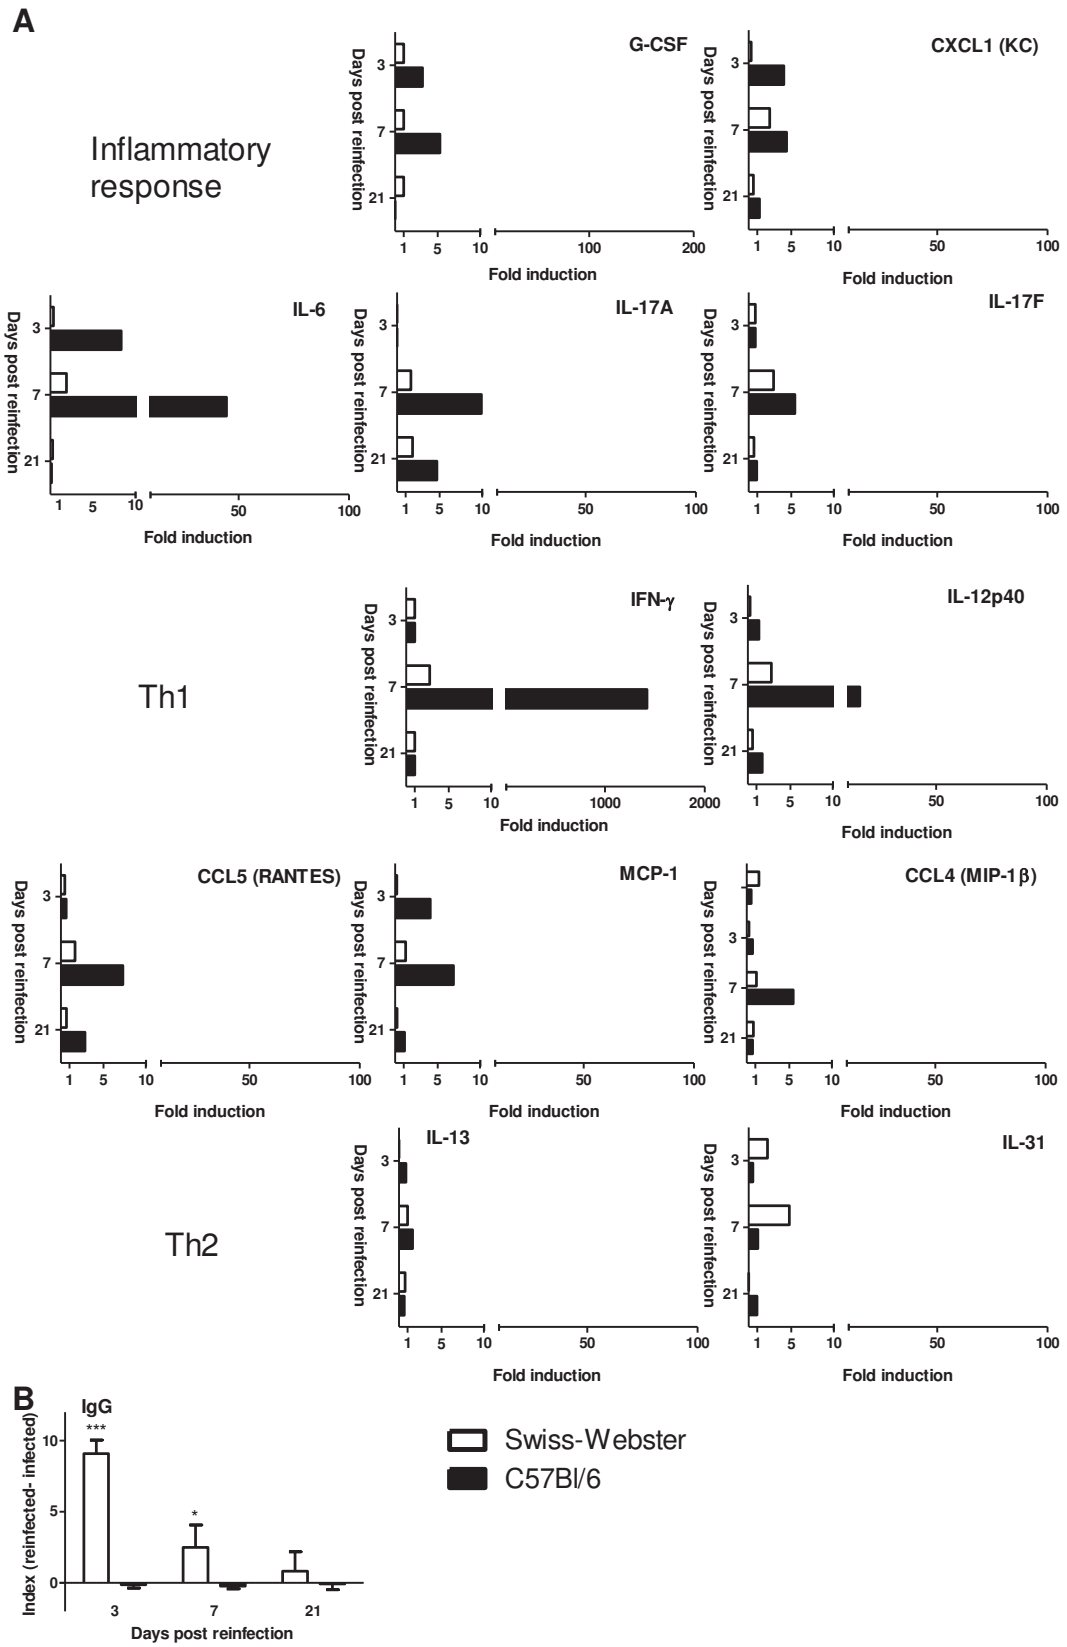 A
G-CSF
Days post reinfection
3
7
21
1 5 10 100 200
Fold induction
CXCL1 (KC)
Days post reinfection
3
7
21
1 5 10 50 100
Fold induction
Inflammatory
response
IL-6
Days post reinfection
3
7
21
1 5 10 50 100
Fold induction
IL-17A
Days post reinfection
3
7
21
1 5 10 50 100
Fold induction
IL-17F
Days post reinfection
3
7
21
1 5 10 50 100
Fold induction
Th1
IFN-γ
Days post reinfection
3
7
21
1 5 10 1000 2000
Fold induction
IL-12p40
Days post reinfection
3
7
21
1 5 10 50 100
Fold induction
CCL5 (RANTES)
Days post reinfection
3
7
21
1 5 10 50 100
Fold induction
MCP-1
Days post reinfection
3
7
21
1 5 10 50 100
Fold induction
CCL4 (MIP-1β)
Days post reinfection
3
7
21
1 5 10 50 100
Fold induction
Th2
IL-13
Days post reinfection
3
7
21
1 5 10 50 100
Fold induction
IL-31
Days post reinfection
3
7
21
1 5 10 50 100
Fold induction
B
IgG
***
*
Index (reinfected- infected)
10
5
0
3 7 21
Days post reinfection
Swiss-Webster
C57Bl/6